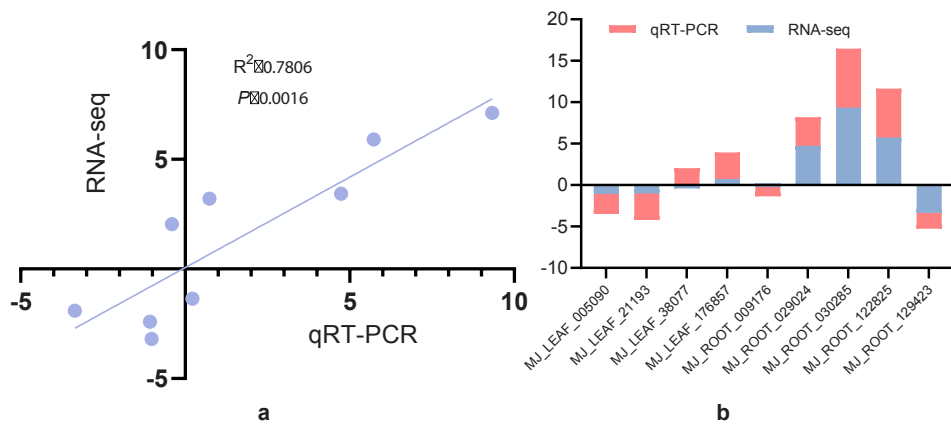 10
5
-5
-5
5
10
RNA-seq
qRT-PCR
R²0.7806
P0.0016
a
qRT-PCR
RNA-seq
20
15
10
5
0
-5
-10
MJ_LEAF_005090
MJ_LEAF_21193
MJ_LEAF_38077
MJ_LEAF_176857
MJ_ROOT_009176
MJ_ROOT_029024
MJ_ROOT_030285
MJ_ROOT_122825
MJ_ROOT_129423
b